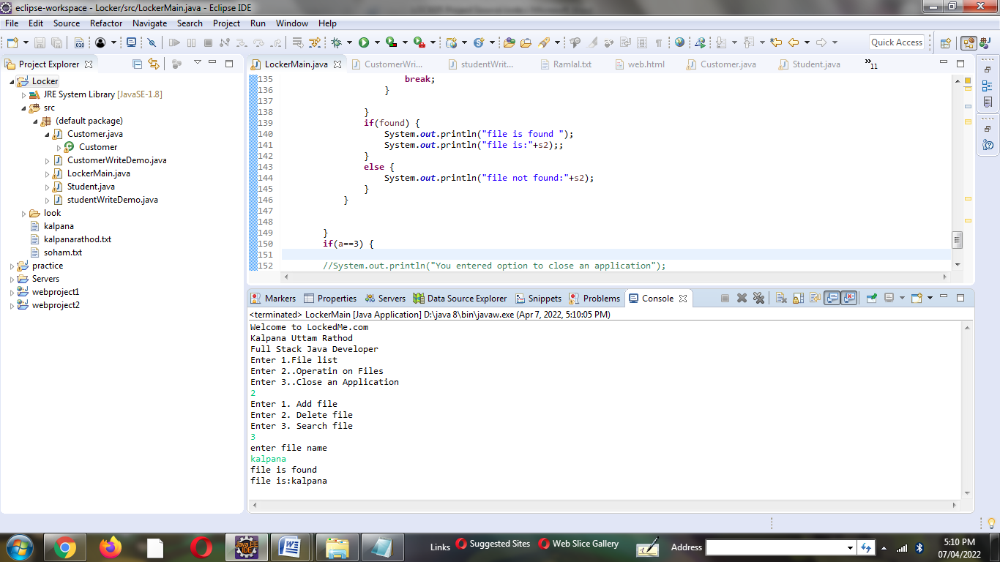 eclipse-workspace - Locker/src/LockerMain.java - Eclipse IDE
File Edit Source Refactor Navigate Search Project Run Window Help
Quick Access
Project Explorer
Locker
JRE System Library [JavaSE-1.8]
src
(default package)
Customer.java
Customer
CustomerWriteDemo.java
LockerMain.java
Student.java
studentWriteDemo.java
look
kalpana
kalpanarathod.txt
soham.txt
practice
Servers
webproject1
webproject2
LockerMain.java CustomerWri... studentWrit... Ramlal.txt web.html Customer.java Student.java »11
135 break;
136 }
137
138 }
139 if(found) {
140 System.out.println("file is found ");
141 System.out.println("file is:"+s2);;
142 }
143 else {
144 System.out.println("file not found:"+s2);
145 }
146 }
147
148
149 }
150 if(a==3) {
151
152 //System.out.println("You entered option to close an application");
Markers Properties Servers Data Source Explorer Snippets Problems Console
<terminated> LockerMain [Java Application] D:\java 8\bin\javaw.exe (Apr 7, 2022, 5:10:05 PM)
Welcome to LockedMe.com
Kalpana Uttam Rathod
Full Stack Java Developer
Enter 1.File list
Enter 2..Operatin on Files
Enter 3..Close an Application
2
Enter 1. Add file
Enter 2. Delete file
Enter 3. Search file
3
enter file name
kalpana
file is found
file is:kalpana
Java EE IDE
Links Suggested Sites Web Slice Gallery Address
5:10 PM
07/04/2022